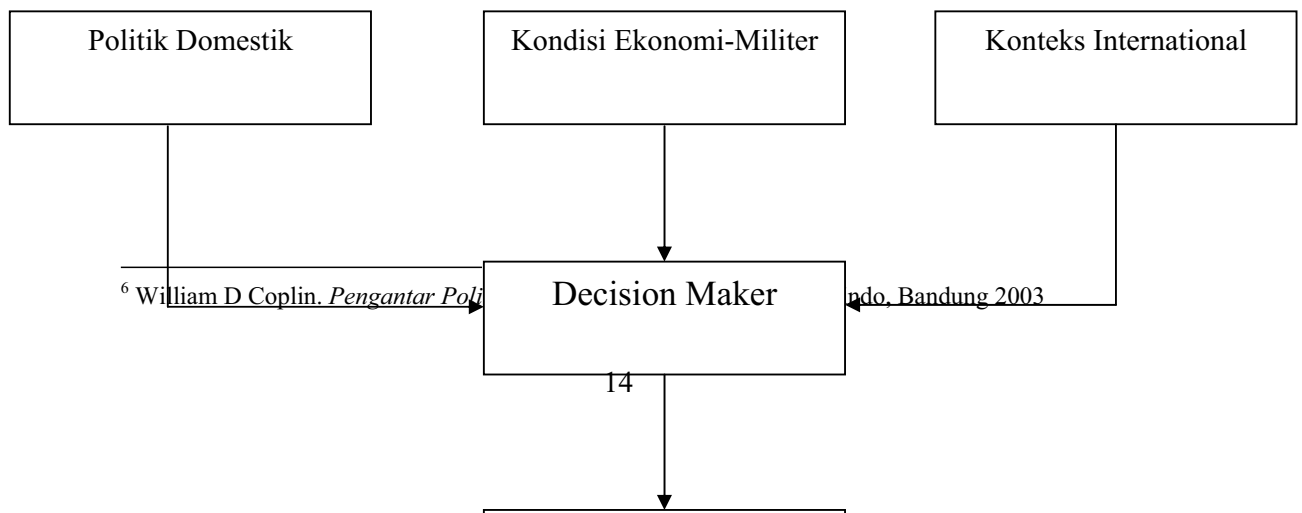 Politik Domestik
Kondisi Ekonomi-Militer
Konteks International
Decision Maker
6 William D Coplin. Pengantar Poli ndo, Bandung 2003
14